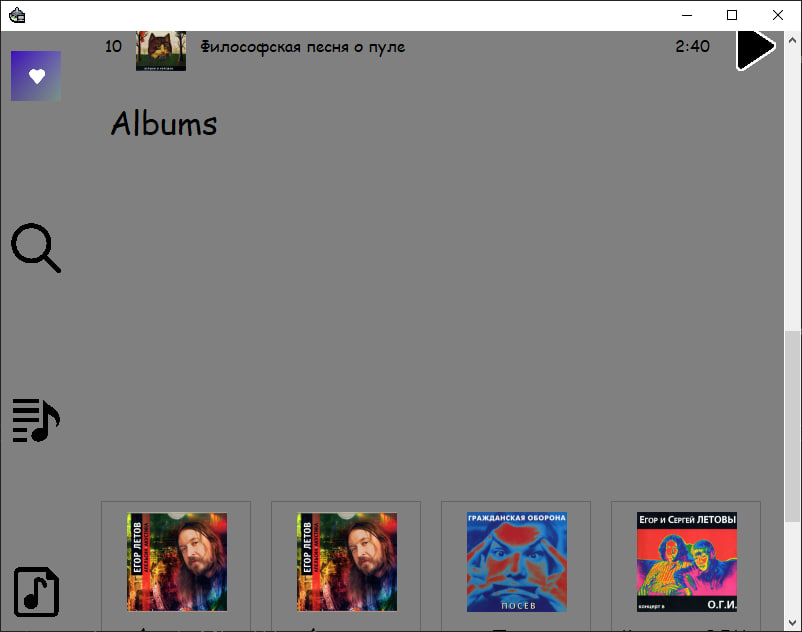 10 Философская песня о пуле 2:40
Albums
ЕГОР ЛЕТОВ
ЕГОР ЛЕТОВ
ГРАЖДАНСКАЯ ОБОРОНА
ПОСЕВ
Егор и Сергей ЛЕТОВЫ
концерт в О.Г.И.